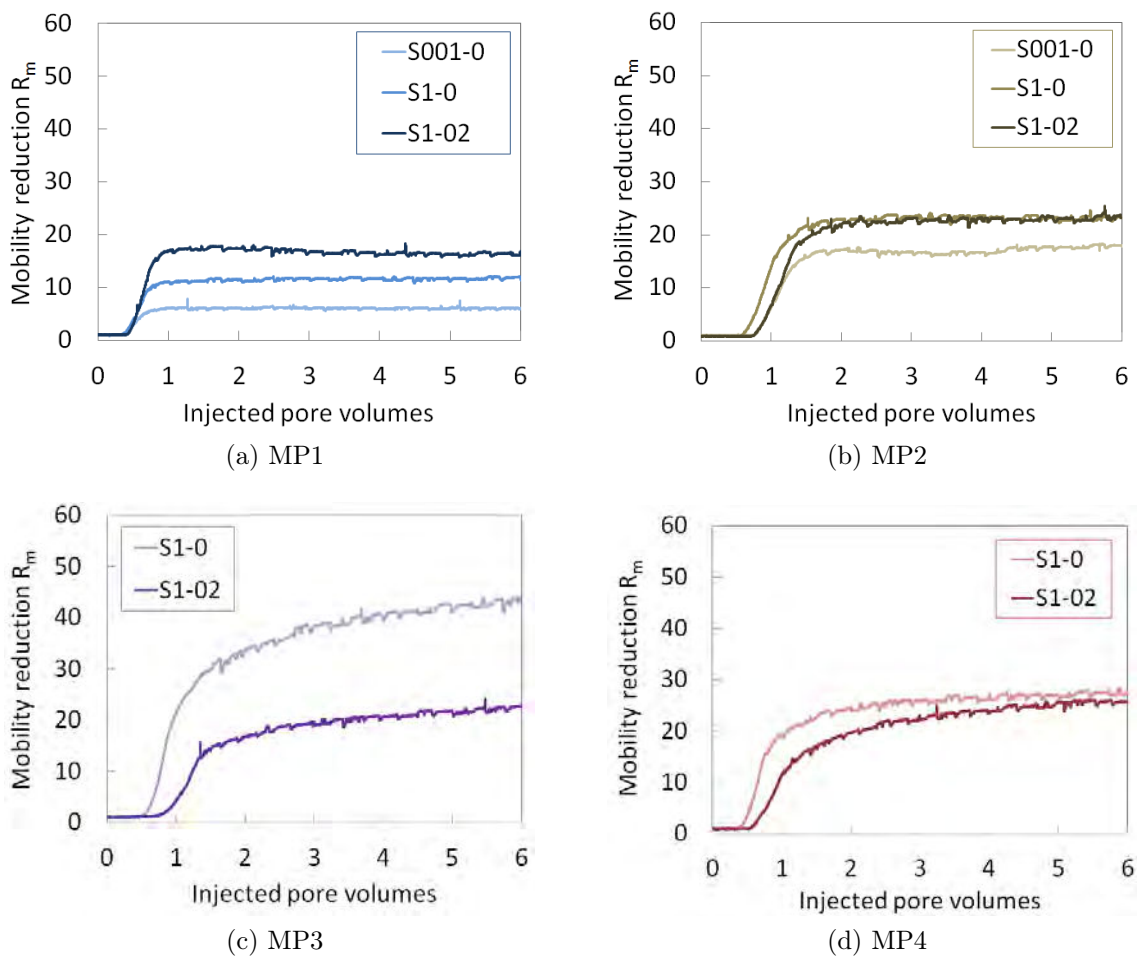 60
50
40
30
20
10
0
Mobility reduction Rm
S001-0
S1-0
S1-02
0 1 2 3 4 5 6
Injected pore volumes
(a) MP1
60
50
40
30
20
10
0
Mobility reduction Rm
S001-0
S1-0
S1-02
0 1 2 3 4 5 6
Injected pore volumes
(b) MP2
60
50
40
30
20
10
0
Mobility reduction Rm
S1-0
S1-02
0 1 2 3 4 5 6
Injected pore volumes
(c) MP3
60
50
40
30
20
10
0
Mobility reduction Rm
S1-0
S1-02
0 1 2 3 4 5 6
Injected pore volumes
(d) MP4